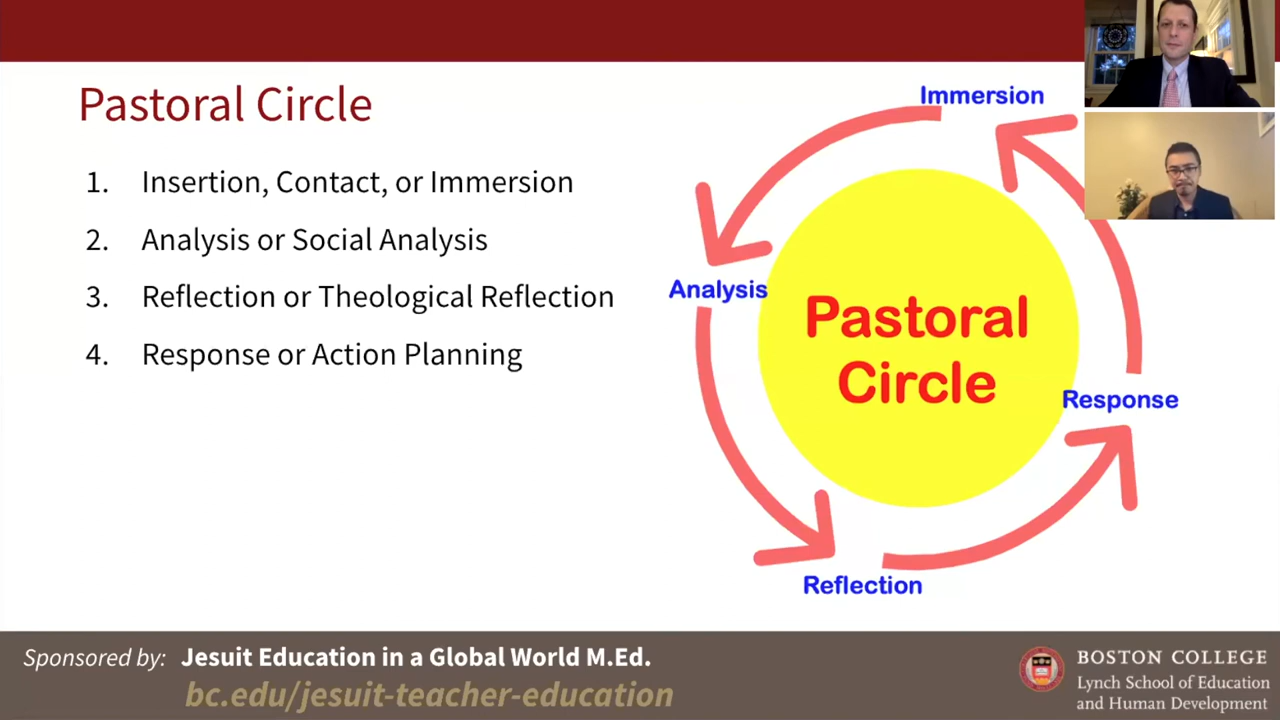 Pastoral Circle
1. Insertion, Contact, or Immersion
2. Analysis or Social Analysis
3. Reflection or Theological Reflection
4. Response or Action Planning
Immersion
Analysis
Pastoral
Circle
Response
Reflection
Sponsored by: Jesuit Education in a Global World M.Ed.
bc.edu/jesuit-teacher-education
BOSTON COLLEGE
Lynch School of Education
and Human Development